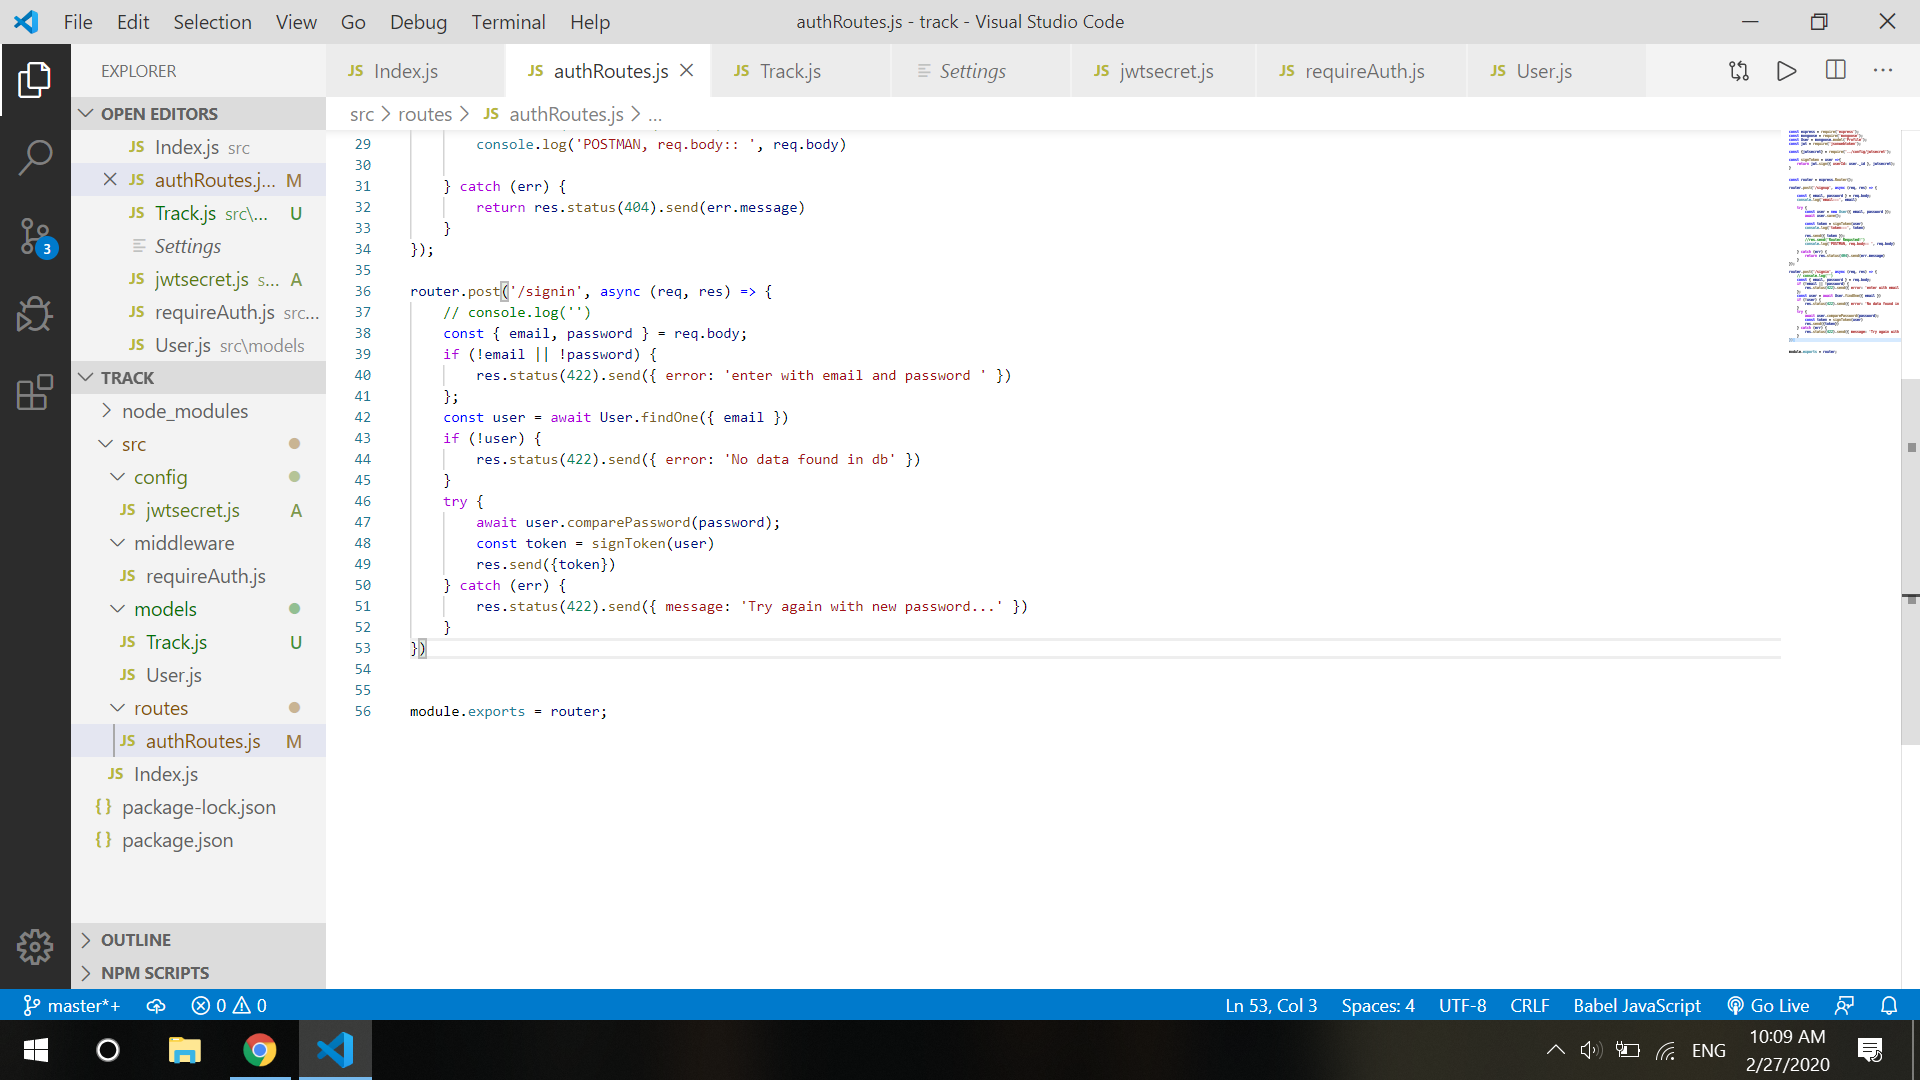 File Edit Selection View Go Debug Terminal Help
authRoutes.js - track - Visual Studio Code
EXPLORER
JS Index.js
JS authRoutes.js
JS Track.js
Settings
JS jwtsecret.js
JS requireAuth.js
JS User.js
OPEN EDITORS
JS Index.js src
JS authRoutes.j... M
JS Track.js src\... U
Settings
JS jwtsecret.js s... A
JS requireAuth.js src...
JS User.js src\models
TRACK
node_modules
src
config
JS jwtsecret.js A
middleware
JS requireAuth.js
models
JS Track.js U
JS User.js
routes
JS authRoutes.js M
JS Index.js
{} package-lock.json
{} package.json
OUTLINE
NPM SCRIPTS
3
src > routes > JS authRoutes.js > ...
29 console.log('POSTMAN, req.body:: ', req.body)
30
31 } catch (err) {
32 return res.status(404).send(err.message)
33 }
34 });
35
36 router.post('/signin', async (req, res) => {
37 // console.log('')
38 const { email, password } = req.body;
39 if (!email || !password) {
40 res.status(422).send({ error: 'enter with email and password ' })
41 };
42 const user = await User.findOne({ email })
43 if (!user) {
44 res.status(422).send({ error: 'No data found in db' })
45 }
46 try {
47 await user.comparePassword(password);
48 const token = signToken(user)
49 res.send({token})
50 } catch (err) {
51 res.status(422).send({ message: 'Try again with new password...' })
52 }
53 })
54
55
56 module.exports = router;
master*+ 0 0
Ln 53, Col 3 Spaces: 4 UTF-8 CRLF Babel JavaScript Go Live
ENG
10:09 AM
2/27/2020